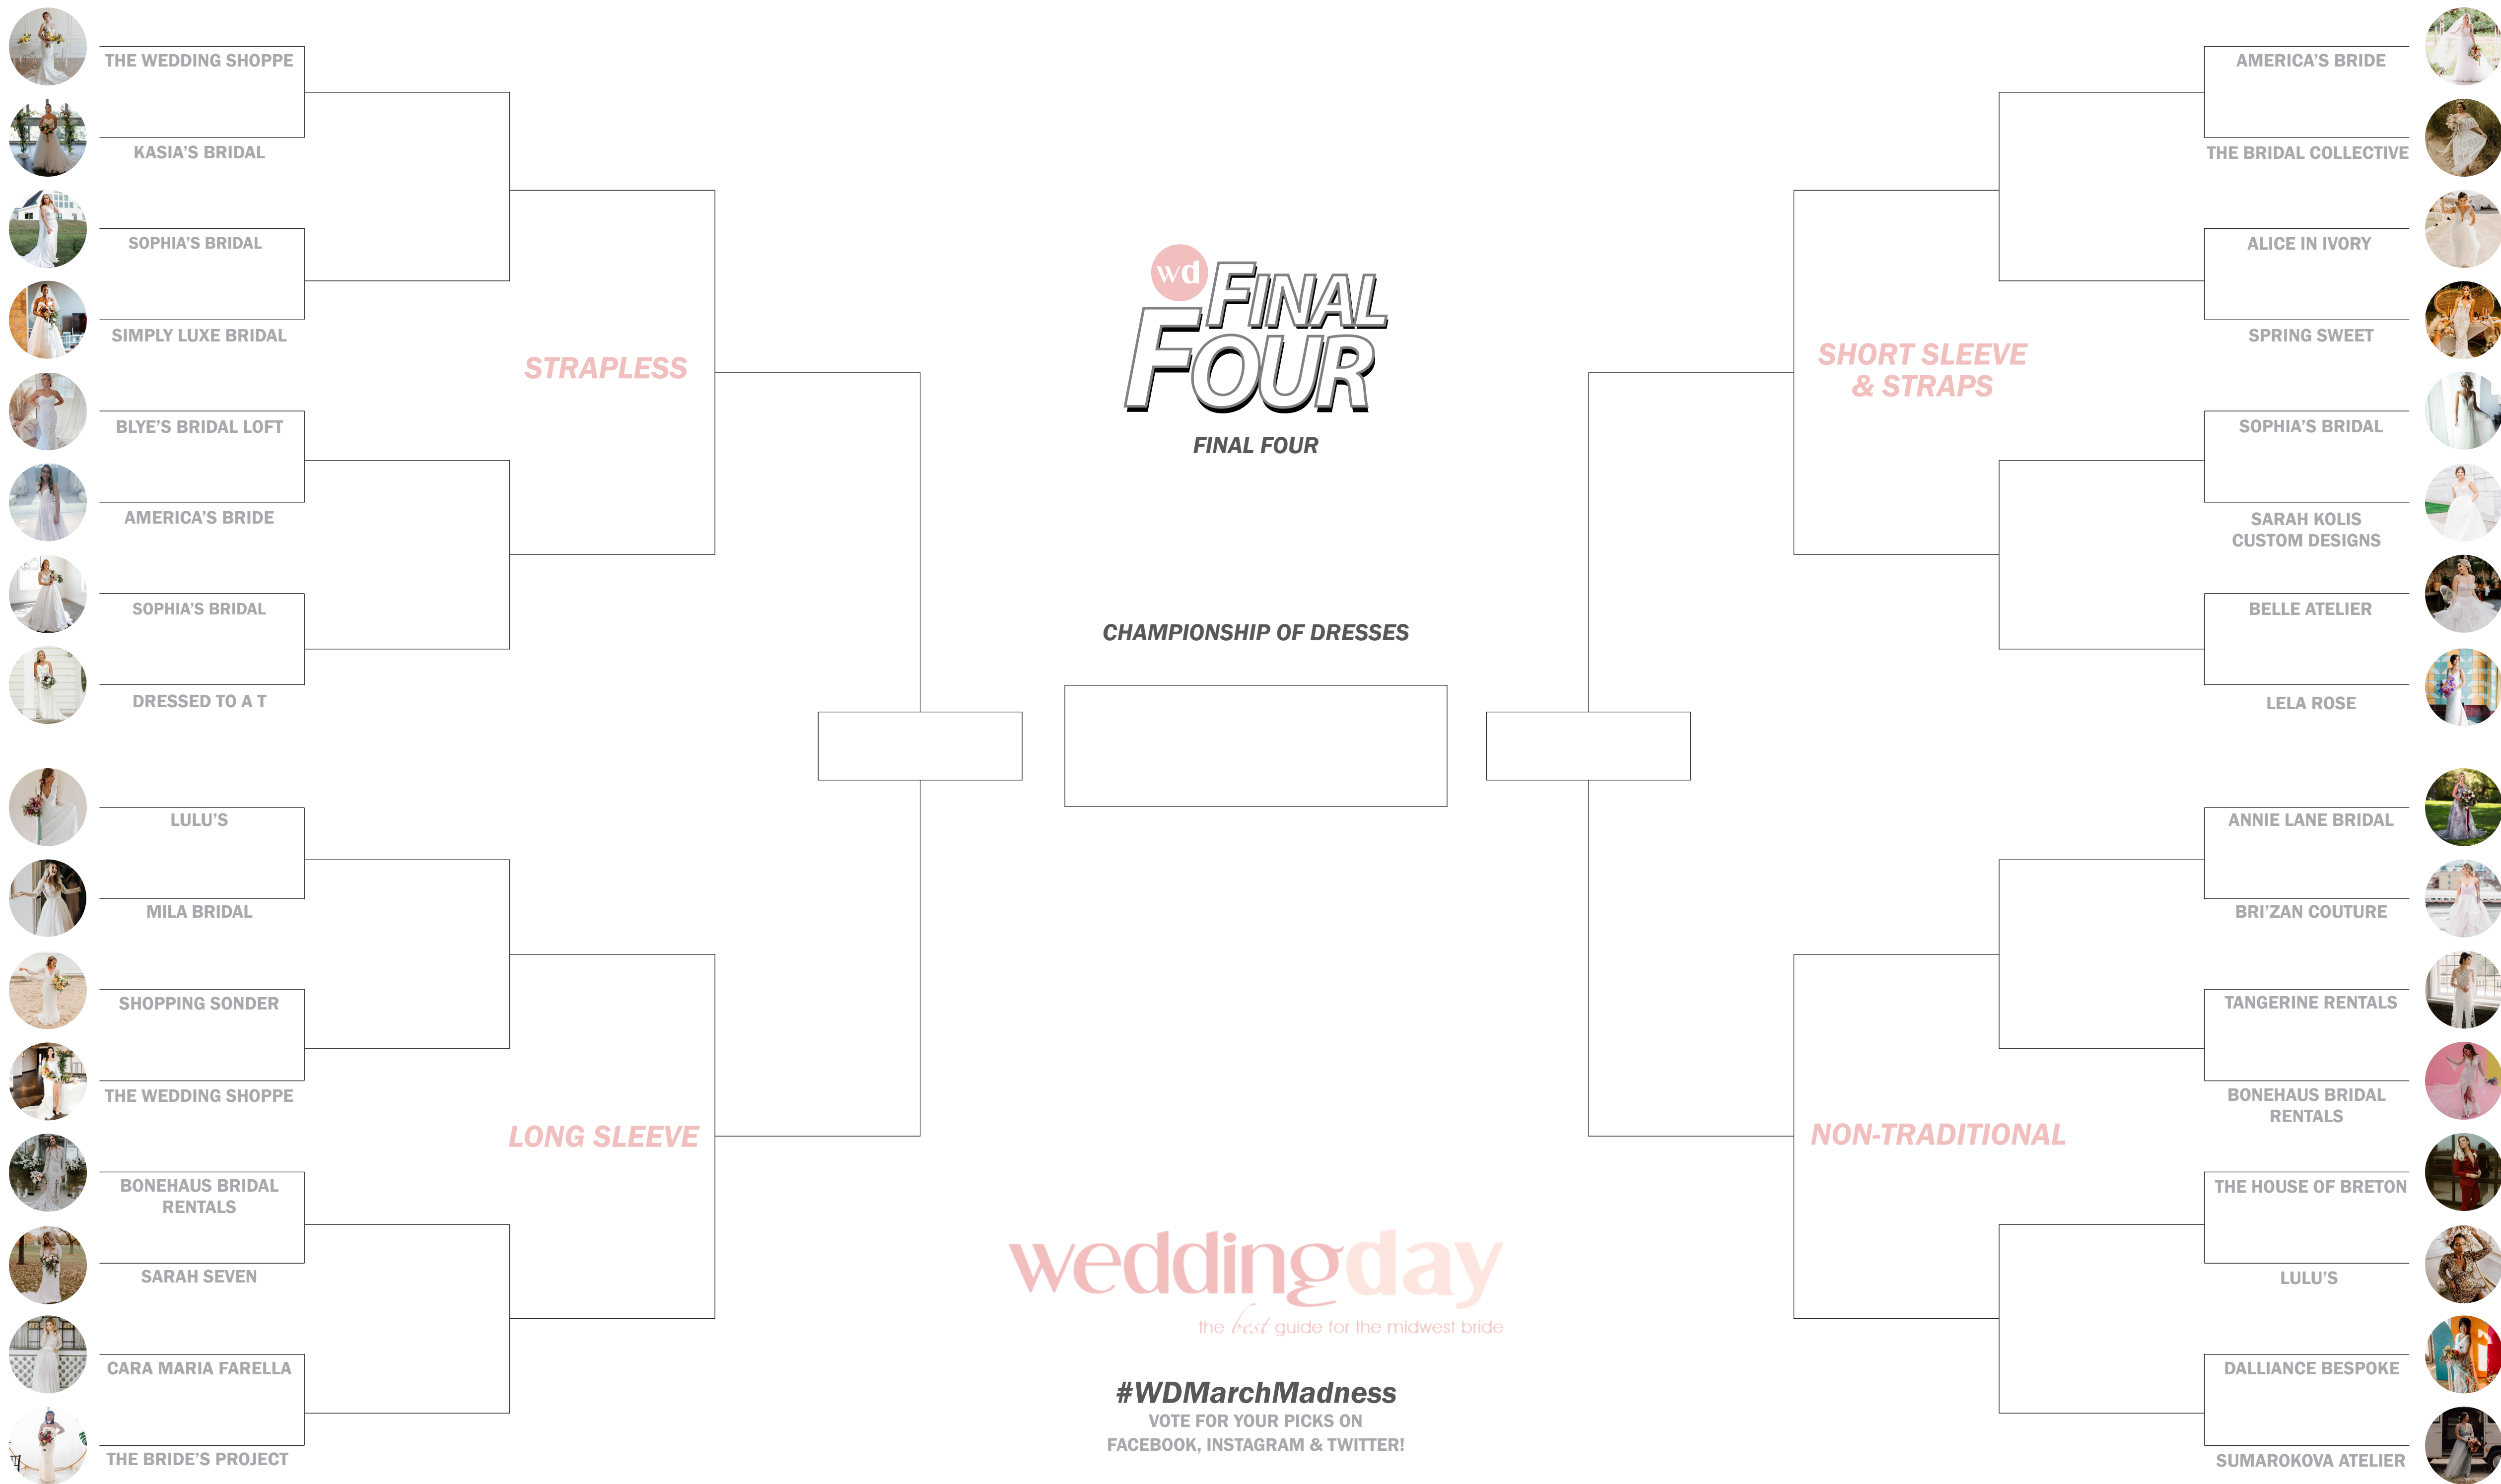 THE WEDDING SHOPPE
KASIA'S BRIDAL
SOPHIA'S BRIDAL
SIMPLY LUXE BRIDAL
BLYE'S BRIDAL LOFT
AMERICA'S BRIDE
SOPHIA'S BRIDAL
DRESSED TO A T
STRAPLESS
LULU'S
MILA BRIDAL
SHOPPING SONDER
THE WEDDING SHOPPE
BONEHAUS BRIDAL
RENTALS
SARAH SEVEN
CARA MARIA FARELLA
THE BRIDE'S PROJECT
LONG SLEEVE
wd
FINAL
FOUR
FINAL FOUR
CHAMPIONSHIP OF DRESSES
weddingday
the best guide for the midwest bride
#WDMarchMadness
VOTE FOR YOUR PICKS ON
FACEBOOK, INSTAGRAM & TWITTER!
SHORT SLEEVE
& STRAPS
AMERICA'S BRIDE
THE BRIDAL COLLECTIVE
ALICE IN IVORY
SPRING SWEET
SOPHIA'S BRIDAL
SARAH KOLIS
CUSTOM DESIGNS
BELLE ATELIER
LELA ROSE
NON-TRADITIONAL
ANNIE LANE BRIDAL
BRI'ZAN COUTURE
TANGERINE RENTALS
BONEHAUS BRIDAL
RENTALS
THE HOUSE OF BRETON
LULU'S
DALLIANCE BESPOKE
SUMAROKOVA ATELIER